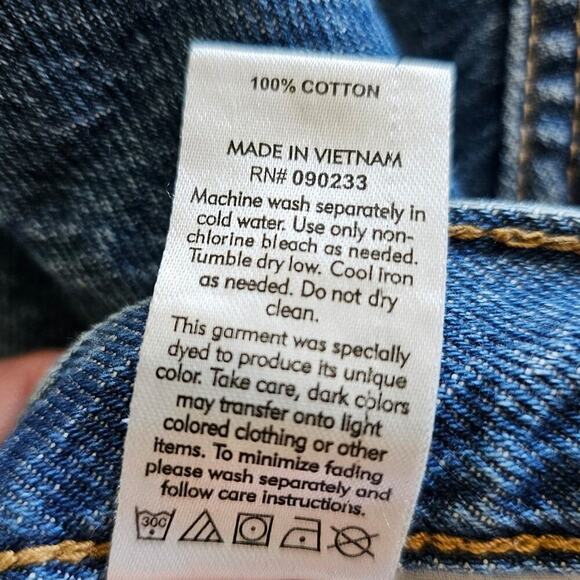 100% COTTON
MADE IN VIETNAM
RN# 090233
Machine wash separately in
cold water. Use only non-
chlorine bleach as needed.
Tumble dry low. Cool iron
as needed. Do not dry
clean.
This garment was specially
dyed to produce its unique
color. Take care, dark colors
may transfer onto light
colored clothing or other
items. To minimize fading
please wash separately and
follow care instructions.
30C